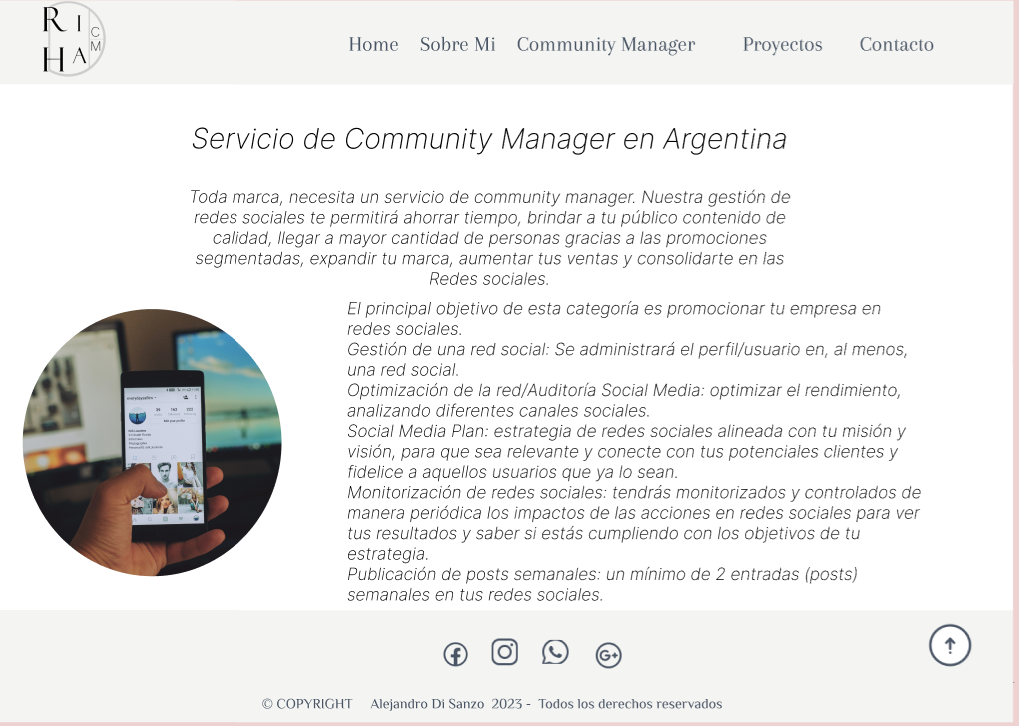 R I
C
M
H A
Home Sobre Mi Community Manager Proyectos Contacto
Servicio de Community Manager en Argentina
Toda marca, necesita un servicio de community manager. Nuestra gestión de
redes sociales te permitirá ahorrar tiempo, brindar a tu público contenido de
calidad, llegar a mayor cantidad de personas gracias a las promociones
segmentadas, expandir tu marca, aumentar tus ventas y consolidarte en las
Redes sociales.
El principal objetivo de esta categoría es promocionar tu empresa en
redes sociales.
Gestión de una red social: Se administrará el perfil/usuario en, al menos,
una red social.
Optimización de la red/Auditoría Social Media: optimizar el rendimiento,
analizando diferentes canales sociales.
Social Media Plan: estrategia de redes sociales alineada con tu misión y
visión, para que sea relevante y conecte con tus potenciales clientes y
fidelice a aquellos usuarios que ya lo sean.
Monitorización de redes sociales: tendrás monitorizados y controlados de
manera periódica los impactos de las acciones en redes sociales para ver
tus resultados y saber si estás cumpliendo con los objetivos de tu
estrategia.
Publicación de posts semanales: un mínimo de 2 entradas (posts)
semanales en tus redes sociales.
G+
© COPYRIGHT Alejandro Di Sanzo 2023 - Todos los derechos reservados